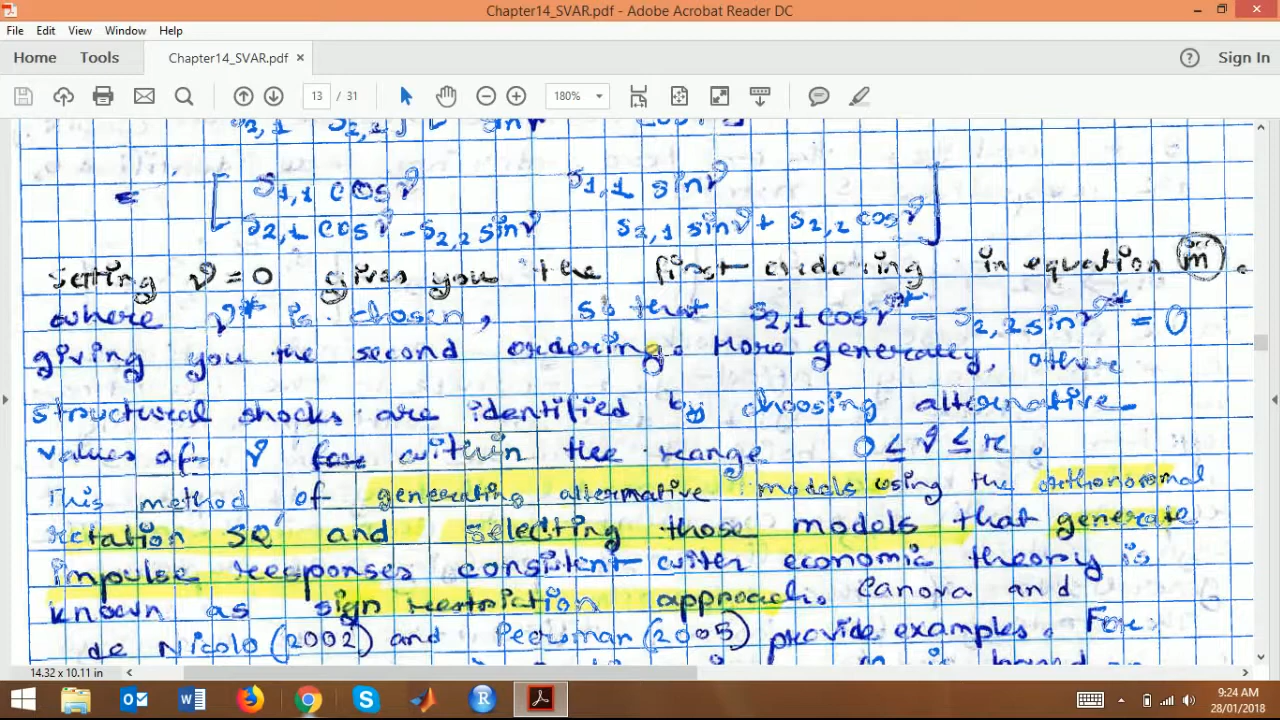 Chapter14_SVAR.pdf - Adobe Acrobat Reader DC
File Edit View Window Help
Home Tools Chapter14_SVAR.pdf × ? Sign In
13 / 31 180%
= [ S1,1 cosϑ S1,1 sinϑ
S2,1 cosϑ - S2,2 sinϑ S2,1 sinϑ + S2,2 cosϑ ]
Setting ϑ = 0 gives you the first ordering in equation (iii).
where ϑ* is chosen, so that S2,1 cosϑ* - S2,2 sinϑ* = 0
giving you the second ordering. More generally, other
structural shocks are identified by choosing alternative
values of ϑ within the range 0 ≤ ϑ ≤ π.
This method of generating alternative models using the orthonormal
rotation SQ' and selecting those models that generate
impulse responses consistent with economic theory is
known as sign restriction approach. Canova and
de Nicolo (2002) and Peersman (2005) provide examples. For
14.32 x 10.11 in
9:24 AM
28/01/2018